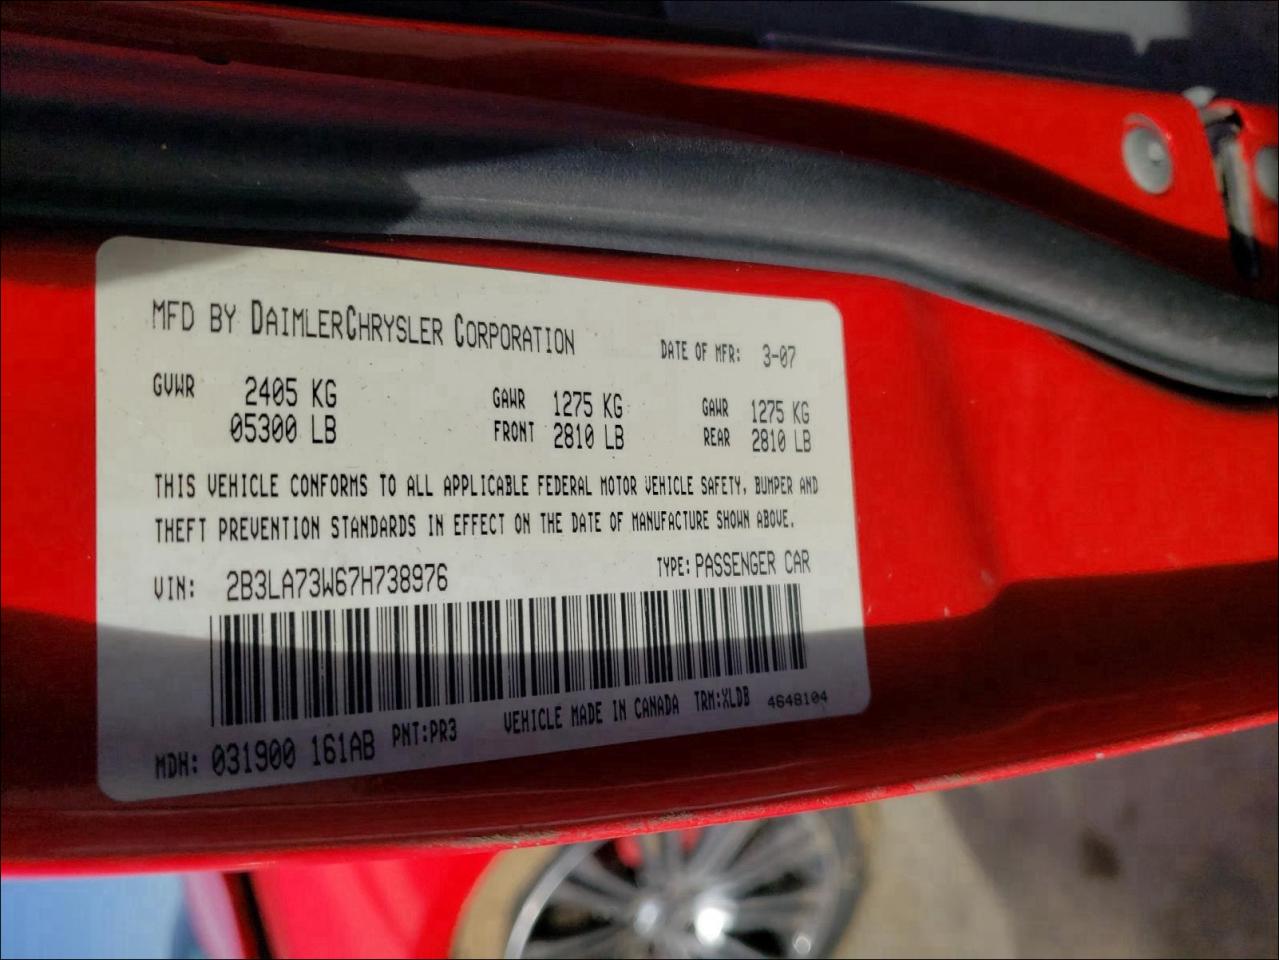 MFD BY DAIMLERCHRYSLER CORPORATION DATE OF MFR: 3-07
GVWR 2405 KG GAWR 1275 KG GAWR 1275 KG
05300 LB FRONT 2810 LB REAR 2810 LB
THIS VEHICLE CONFORMS TO ALL APPLICABLE FEDERAL MOTOR VEHICLE SAFETY, BUMPER AND
THEFT PREVENTION STANDARDS IN EFFECT ON THE DATE OF MANUFACTURE SHOWN ABOVE.
VIN: 2B3LA73W67H738976 TYPE: PASSENGER CAR
MDH: 031900 161AB PNT:PR3 VEHICLE MADE IN CANADA TRM:XLDB 4648104